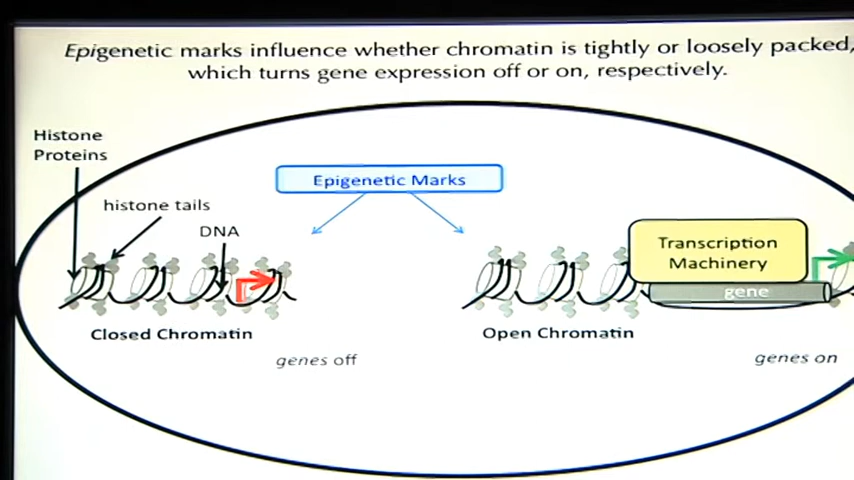 Epigenetic marks influence whether chromatin is tightly or loosely packed,
which turns gene expression off or on, respectively.
Histone
Proteins
histone tails
DNA
Epigenetic Marks
Transcription
Machinery
gene
Closed Chromatin
Open Chromatin
genes off
genes on